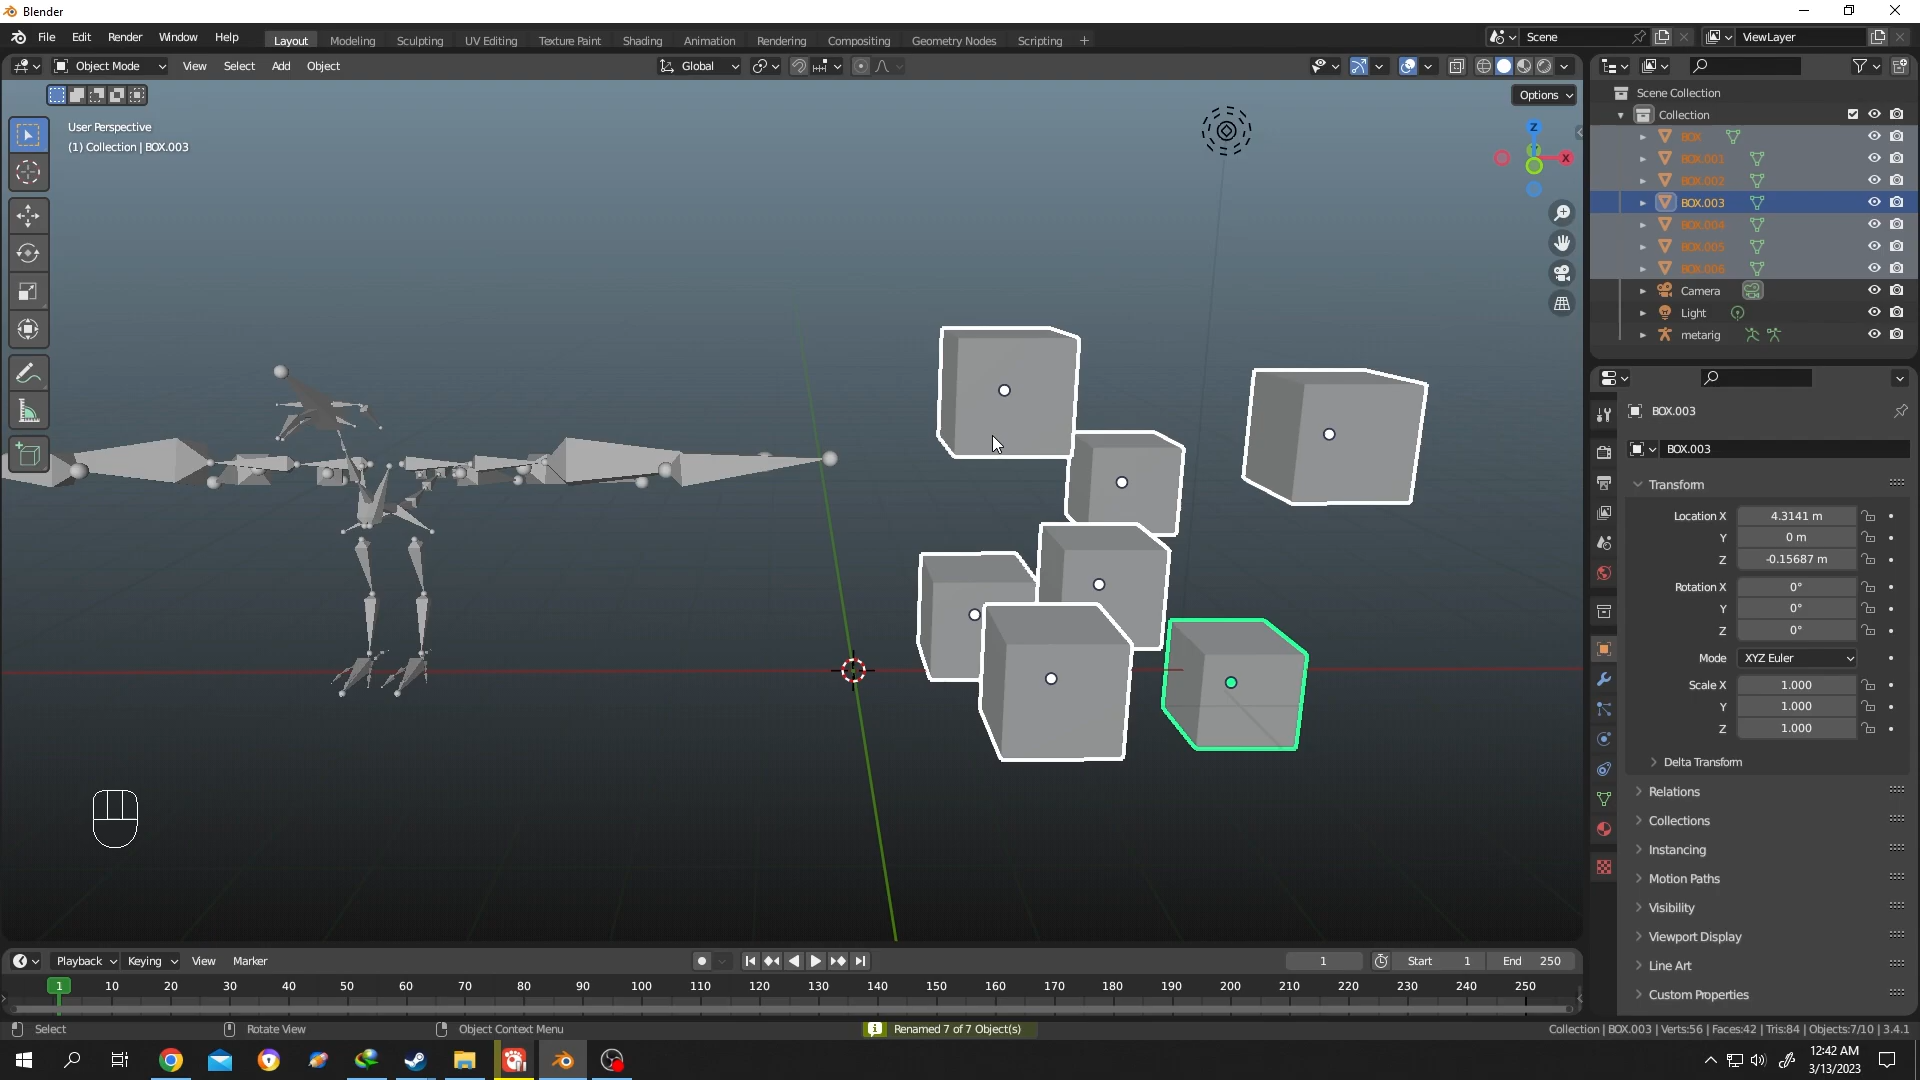 Blender
File Edit Render Window Help
Layout Modeling Sculpting UV Editing Texture Paint Shading Animation Rendering Compositing Geometry Nodes Scripting +
Scene ViewLayer
Object Mode View Select Add Object Global
Options
User Perspective
(1) Collection | BOX.003
Z
X
Scene Collection
Collection
BOX
BOX.001
BOX.002
BOX.003
BOX.004
BOX.005
BOX.006
Camera
Light
metarig
BOX.003
BOX.003
Transform
Location X 4.3141 m
Y 0 m
Z -0.15687 m
Rotation X 0°
Y 0°
Z 0°
Mode XYZ Euler
Scale X 1.000
Y 1.000
Z 1.000
Delta Transform
Relations
Collections
Instancing
Motion Paths
Visibility
Viewport Display
Line Art
Custom Properties
Playback Keying View Marker 1 Start 1 End 250
1 10 20 30 40 50 60 70 80 90 100 110 120 130 140 150 160 170 180 190 200 210 220 230 240 250
Select Rotate View Object Context Menu Renamed 7 of 7 Object(s) Collection | BOX.003 | Verts:56 | Faces:42 | Tris:84 | Objects:7/10 | 3.4.1
12:42 AM
3/13/2023